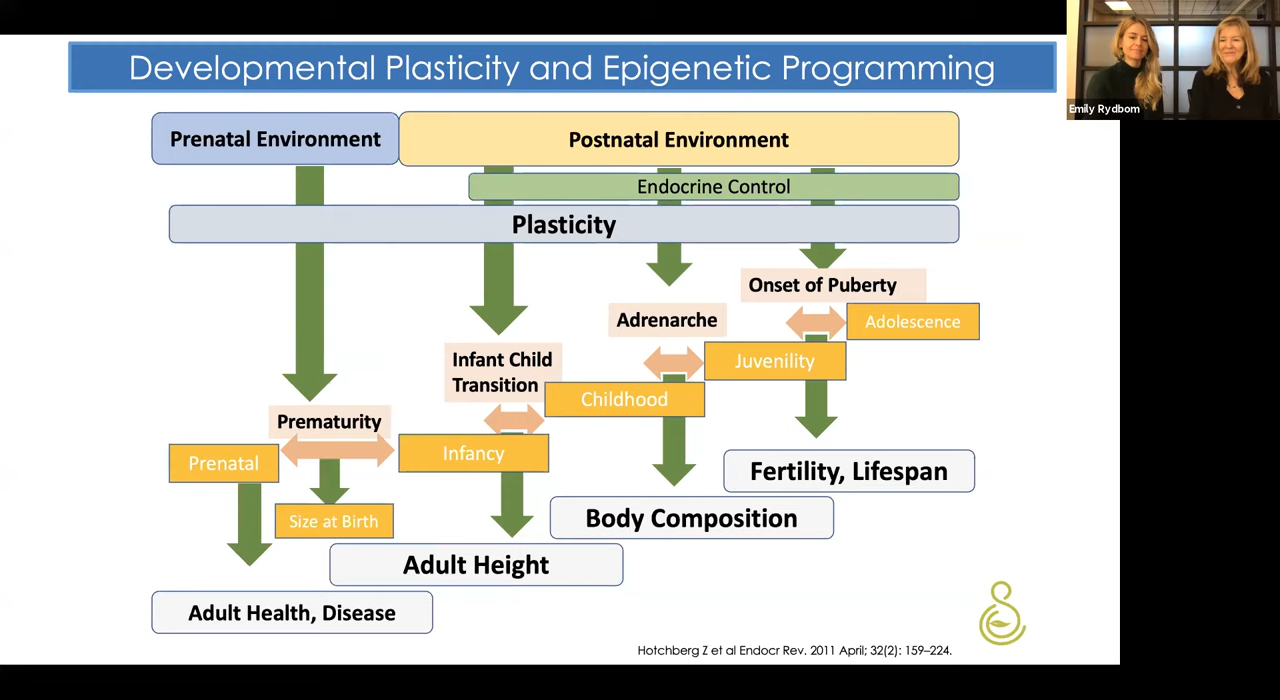 Developmental Plasticity and Epigenetic Programming
Emily Rydbom
Prenatal Environment
Postnatal Environment
Endocrine Control
Plasticity
Onset of Puberty
Adrenarche
Adolescence
Infant Child
Transition
Juvenility
Childhood
Prematurity
Prenatal
Infancy
Size at Birth
Fertility, Lifespan
Body Composition
Adult Height
Adult Health, Disease
Hotchberg Z et al Endocr Rev. 2011 April; 32(2): 159–224.